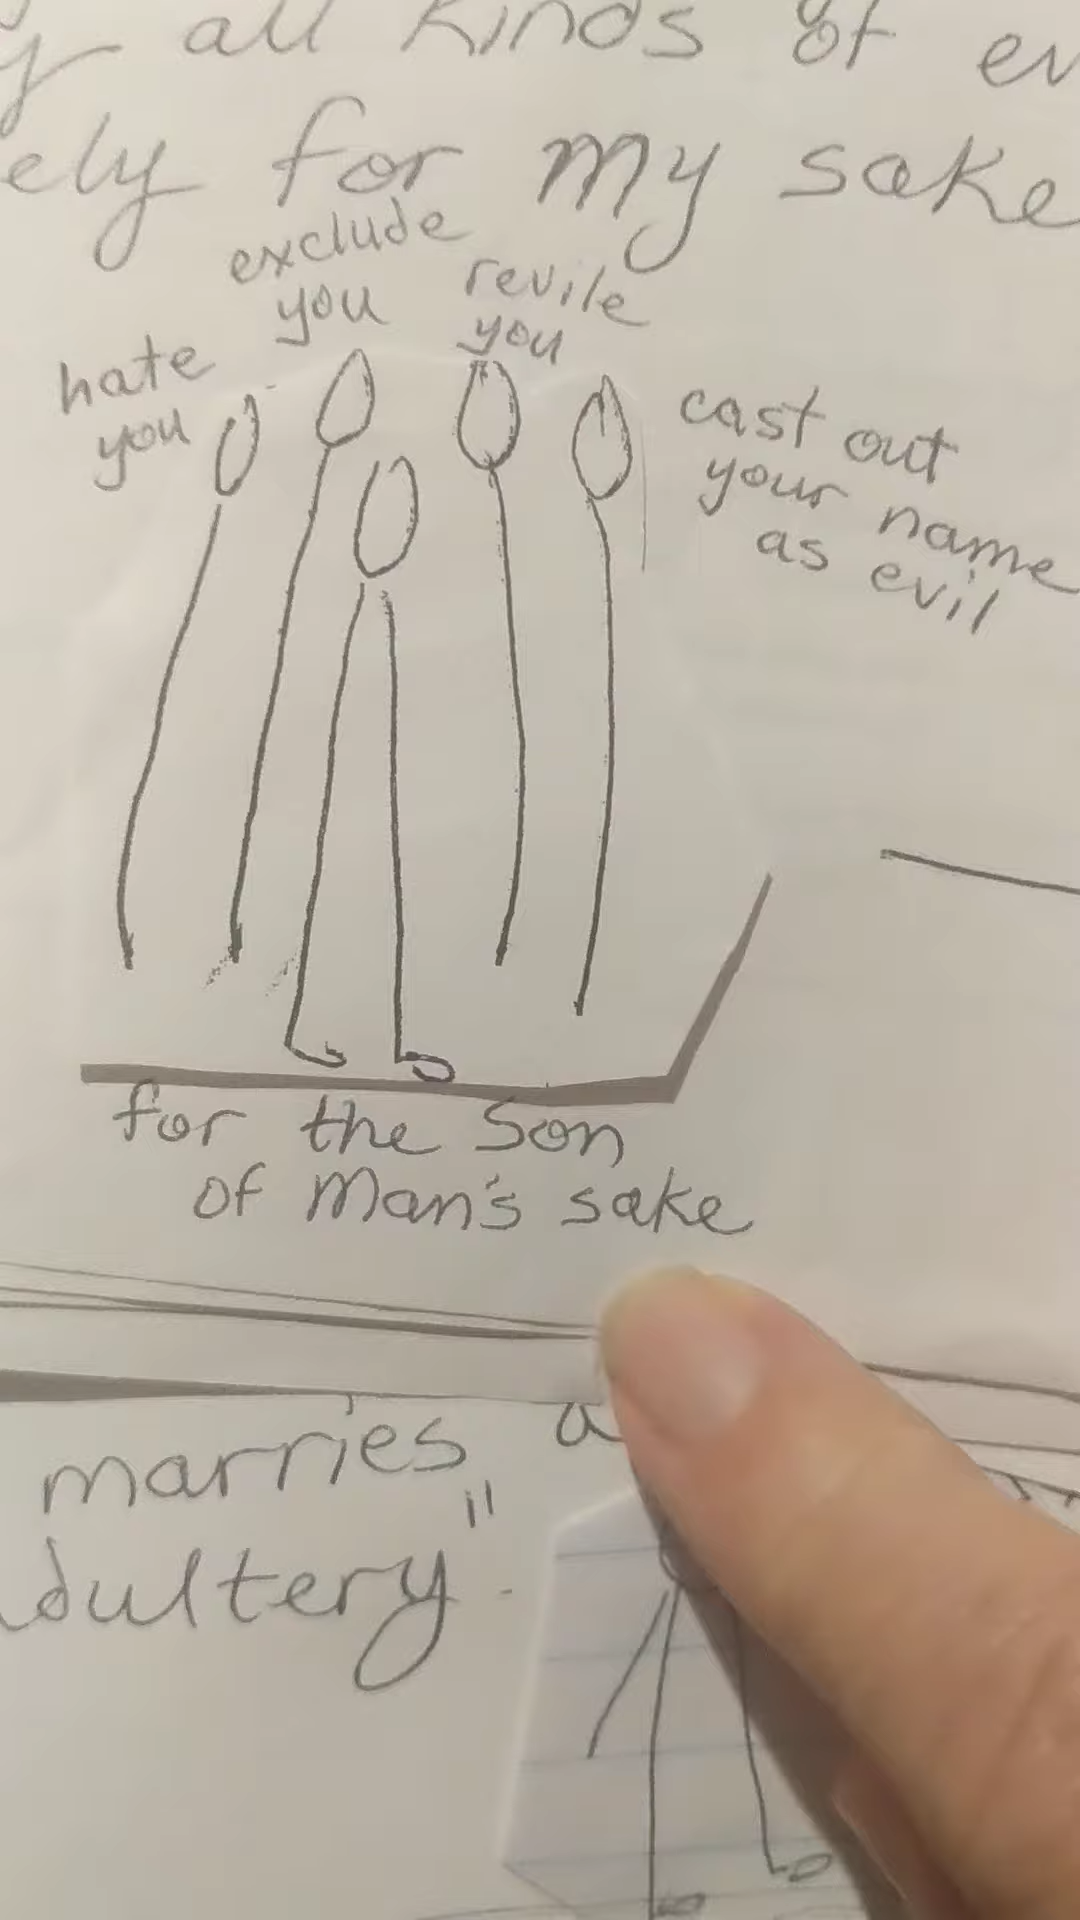 all kinds of
for my sake
exclude
you
revile
you
hate
you
cast out
your name
as evil
for the Son
of Man's sake
marries a
dultery"